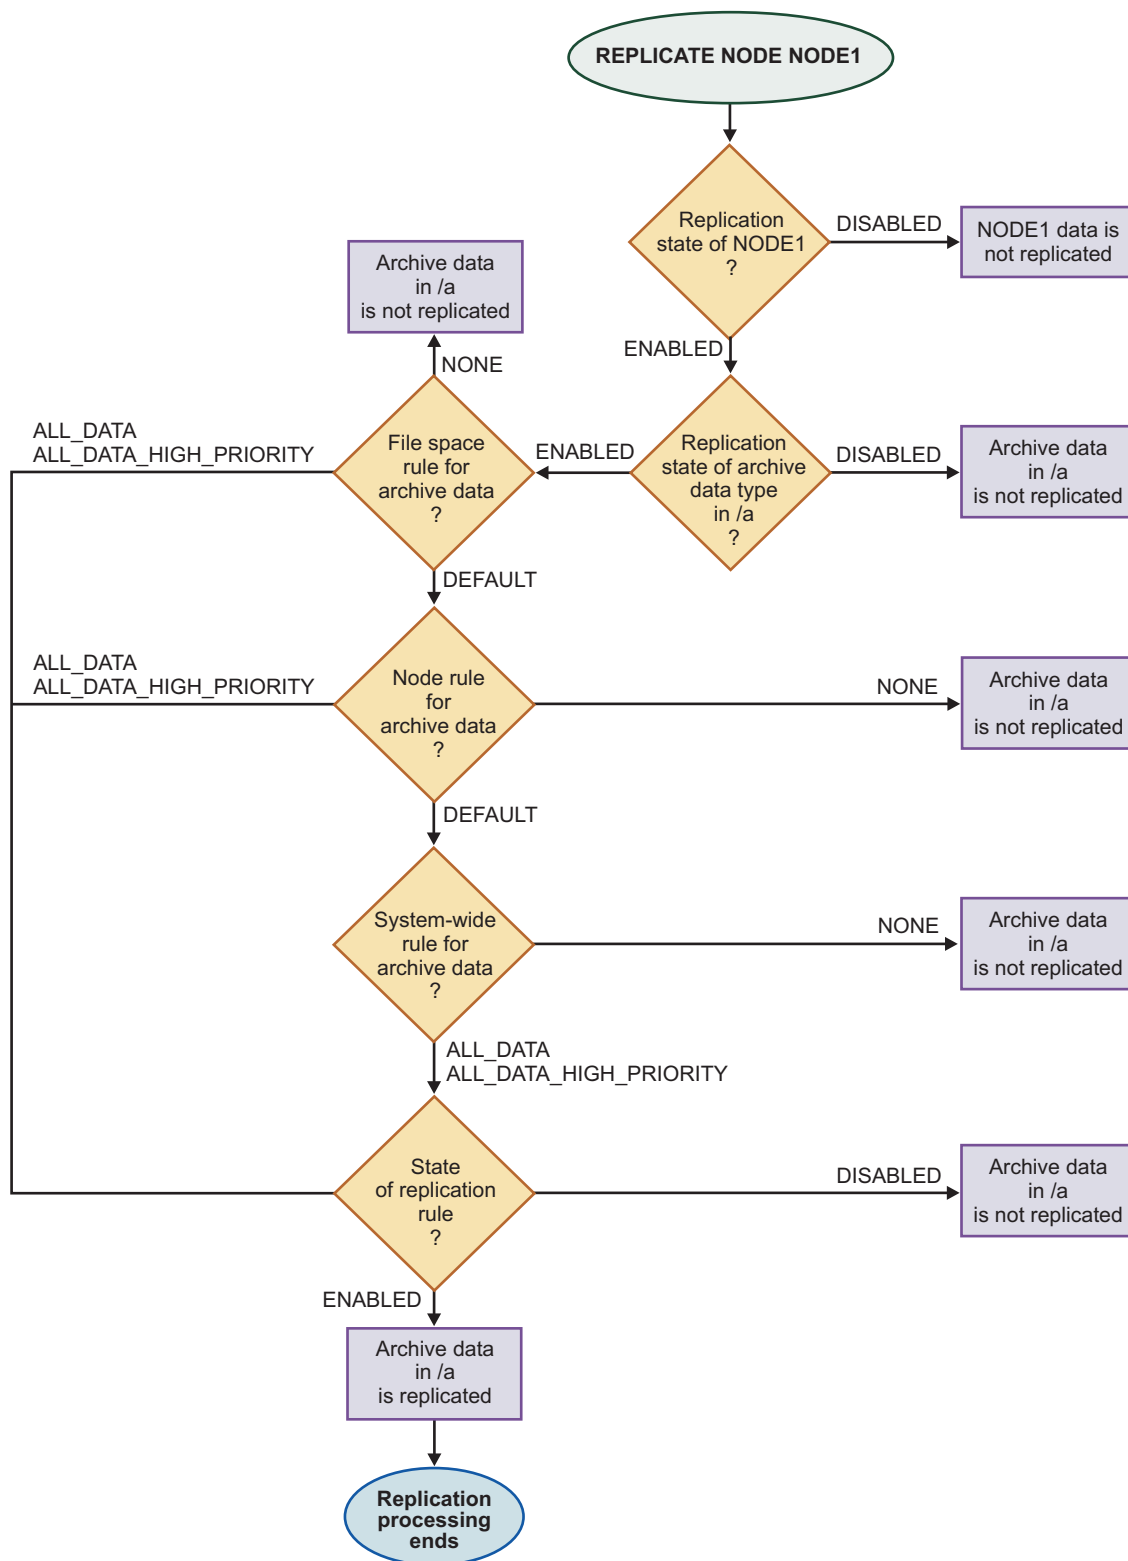 REPLICATE NODE NODE1
Replication
state of NODE1
?
DISABLED
NODE1 data is
not replicated
ENABLED
Replication
state of archive
data type
in /a
?
DISABLED
Archive data
in /a
is not replicated
ENABLED
File space
rule for
archive data
?
NONE
Archive data
in /a
is not replicated
ALL_DATA
ALL_DATA_HIGH_PRIORITY
DEFAULT
Node rule
for
archive data
?
ALL_DATA
ALL_DATA_HIGH_PRIORITY
NONE
Archive data
in /a
is not replicated
DEFAULT
System-wide
rule for
archive data
?
NONE
Archive data
in /a
is not replicated
ALL_DATA
ALL_DATA_HIGH_PRIORITY
State
of replication
rule
?
DISABLED
Archive data
in /a
is not replicated
ENABLED
Archive data
in /a
is replicated
Replication
processing
ends